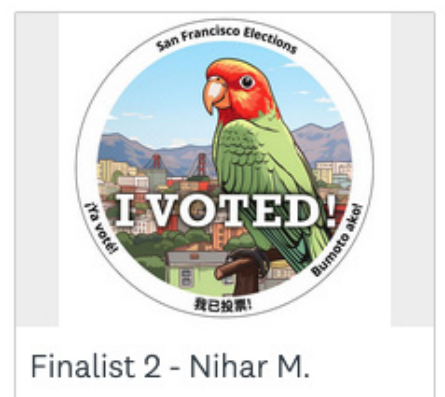 San Francisco Elections
I VOTED!
¡Ya voté!
我已投票!
Bumoto ako!
Finalist 2 - Nihar M.